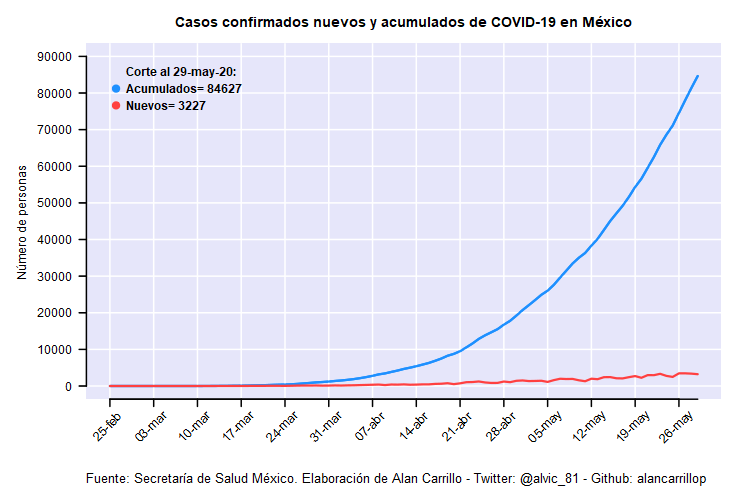 Casos confirmados nuevos y acumulados de COVID-19 en México
Corte al 29-may-20:
Acumulados= 84627
Nuevos= 3227
Número de personas
90000
80000
70000
60000
50000
40000
30000
20000
10000
0
25-feb
03-mar
10-mar
17-mar
24-mar
31-mar
07-abr
14-abr
21-abr
28-abr
05-may
12-may
19-may
26-may
Fuente: Secretaría de Salud México. Elaboración de Alan Carrillo - Twitter: @alvic_81 - Github: alancarrillop